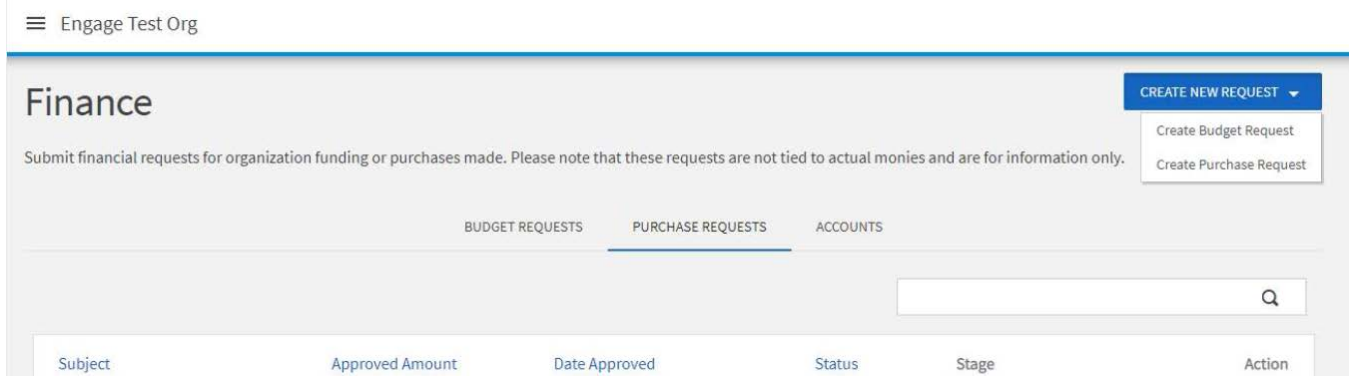 Engage Test Org
Finance
CREATE NEW REQUEST
Create Budget Request
Create Purchase Request
Submit financial requests for organization funding or purchases made. Please note that these requests are not tied to actual monies and are for information only.
BUDGET REQUESTS PURCHASE REQUESTS ACCOUNTS
Subject Approved Amount Date Approved Status Stage Action